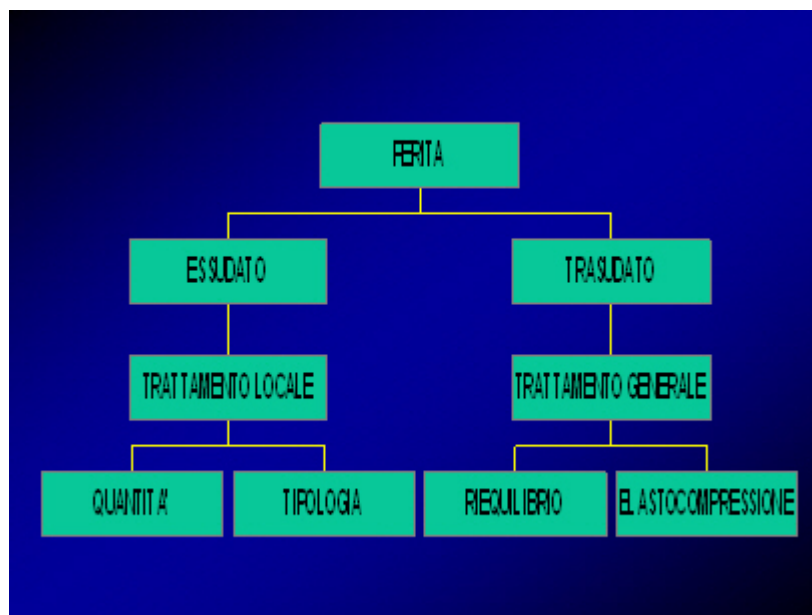 FERITA
ESSUDATO
TRASUDATO
TRATTAMENTO LOCALE
TRATTAMENTO GENERALE
QUANTITA'
TIPOLOGIA
RIEQUILIBRIO
ELASTOCOMPRESSIONE